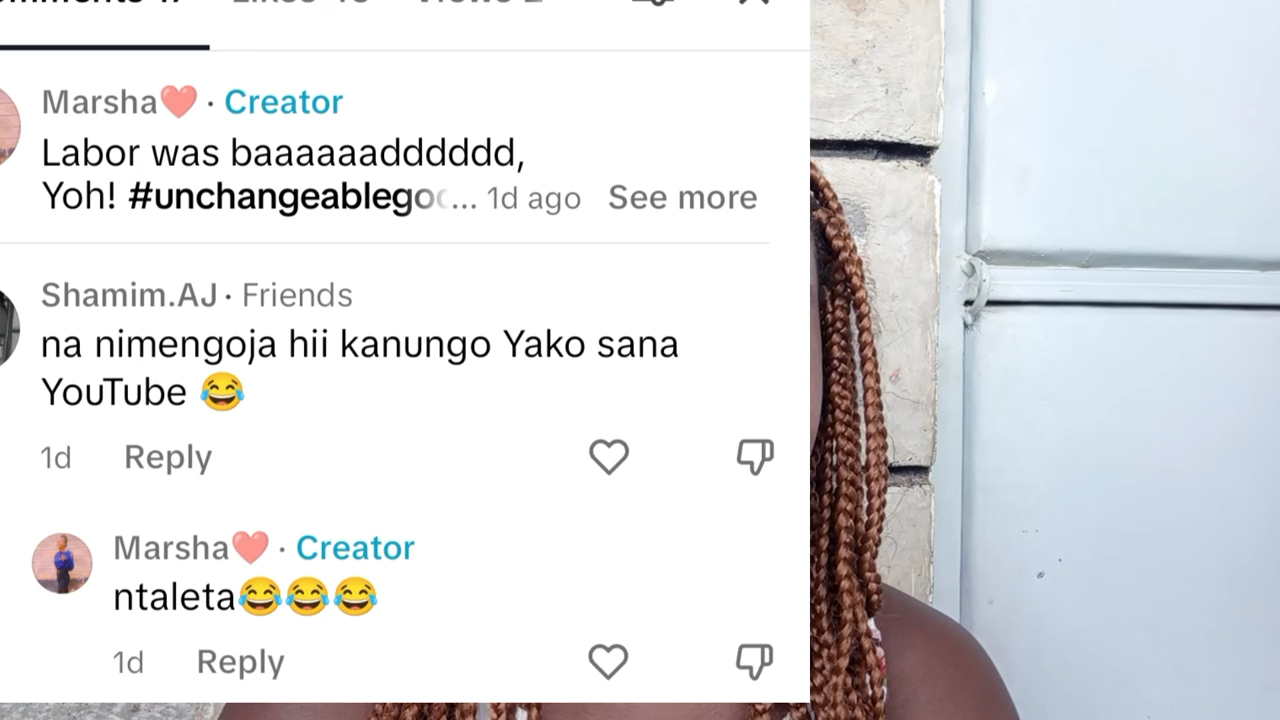 Marsha❤️ · Creator
Labor was baaaaaadddddd,
Yoh! #unchangeablego... 1d ago See more
Shamim.AJ · Friends
na nimengoja hii kanungo Yako sana
YouTube 😂
1d Reply
Marsha❤️ · Creator
ntaleta😂😂😂
1d Reply